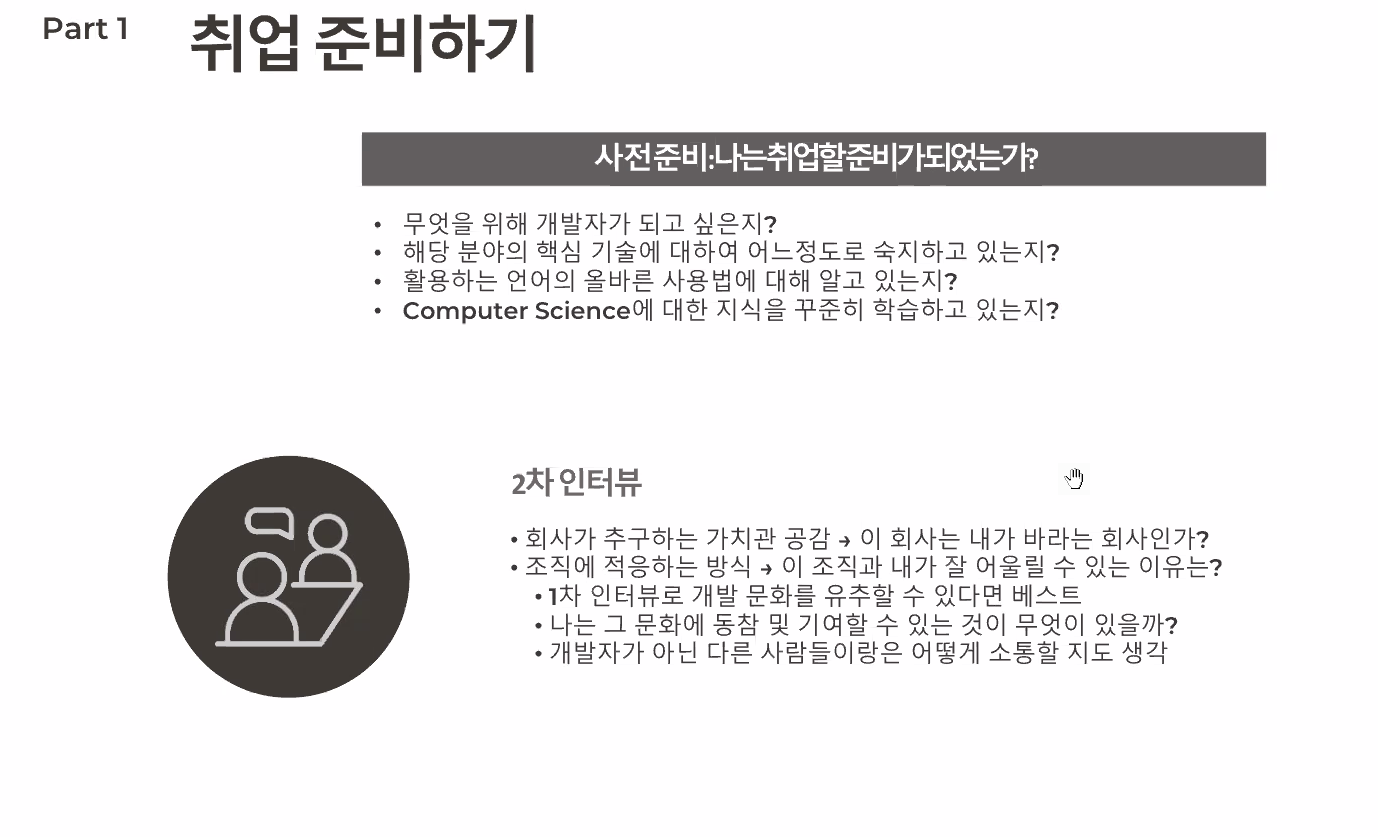 Part 1
취업 준비하기
사전 준비 : 나는 취업할 준비가 되었는가?
• 무엇을 위해 개발자가 되고 싶은지?
• 해당 분야의 핵심 기술에 대하여 어느정도로 숙지하고 있는지?
• 활용하는 언어의 올바른 사용법에 대해 알고 있는지?
• Computer Science에 대한 지식을 꾸준히 학습하고 있는지?
2차 인터뷰
• 회사가 추구하는 가치관 공감 → 이 회사는 내가 바라는 회사인가?
• 조직에 적응하는 방식 → 이 조직과 내가 잘 어울릴 수 있는 이유는?
• 1차 인터뷰로 개발 문화를 유추할 수 있다면 베스트
• 나는 그 문화에 동참 및 기여할 수 있는 것이 무엇이 있을까?
• 개발자가 아닌 다른 사람들이랑은 어떻게 소통할 지도 생각